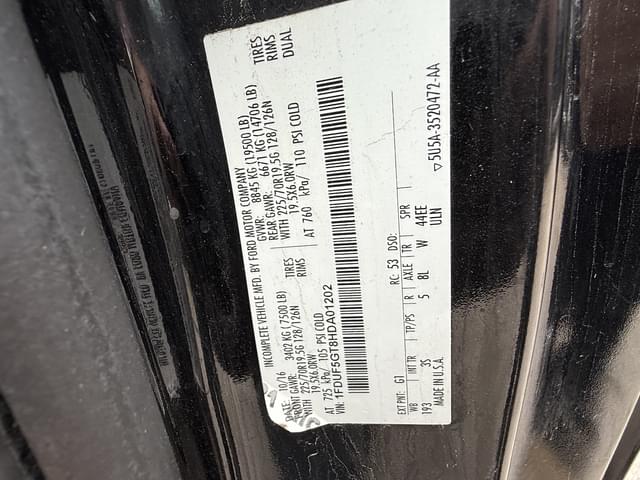 INCOMPLETE VEHICLE MFD. BY FORD MOTOR COMPANY
DATE: 10/16 GVWR: 8845 KG (19500 LB)
FRONT GAWR: 3402 KG (7500 LB) REAR GAWR: 6671 KG (14706 LB)
WITH 225/70R19.5G 128/126N TIRES WITH 225/70R19.5G 128/126N TIRES
19.5X6.0RW RIMS 19.5X6.0RW RIMS
AT 725 kPa/ 105 PSI COLD AT 760 kPa/ 110 PSI COLD DUAL
VIN: 1FDUF5GT8HDA01202
EXT PNT: G1 RC: 53 DSO:
WB INT TR TP/PS R AXLE TR SPR
193 3S 5 8L W 44EE
MADE IN U.S.A. ULN
▽5U5A-3520472-AA